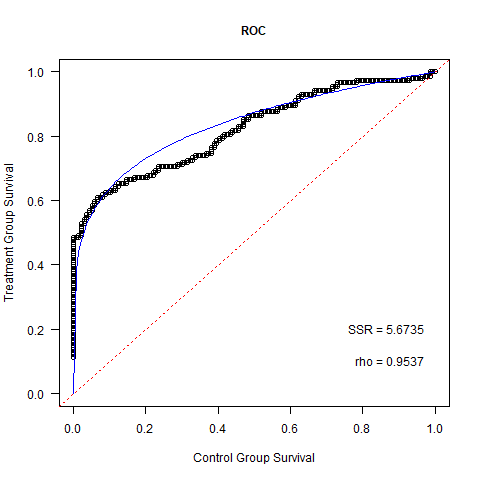 ROC
Treatment Group Survival
1.0
0.8
0.6
0.4
0.2
0.0
SSR = 5.6735
rho = 0.9537
0.0 0.2 0.4 0.6 0.8 1.0
Control Group Survival